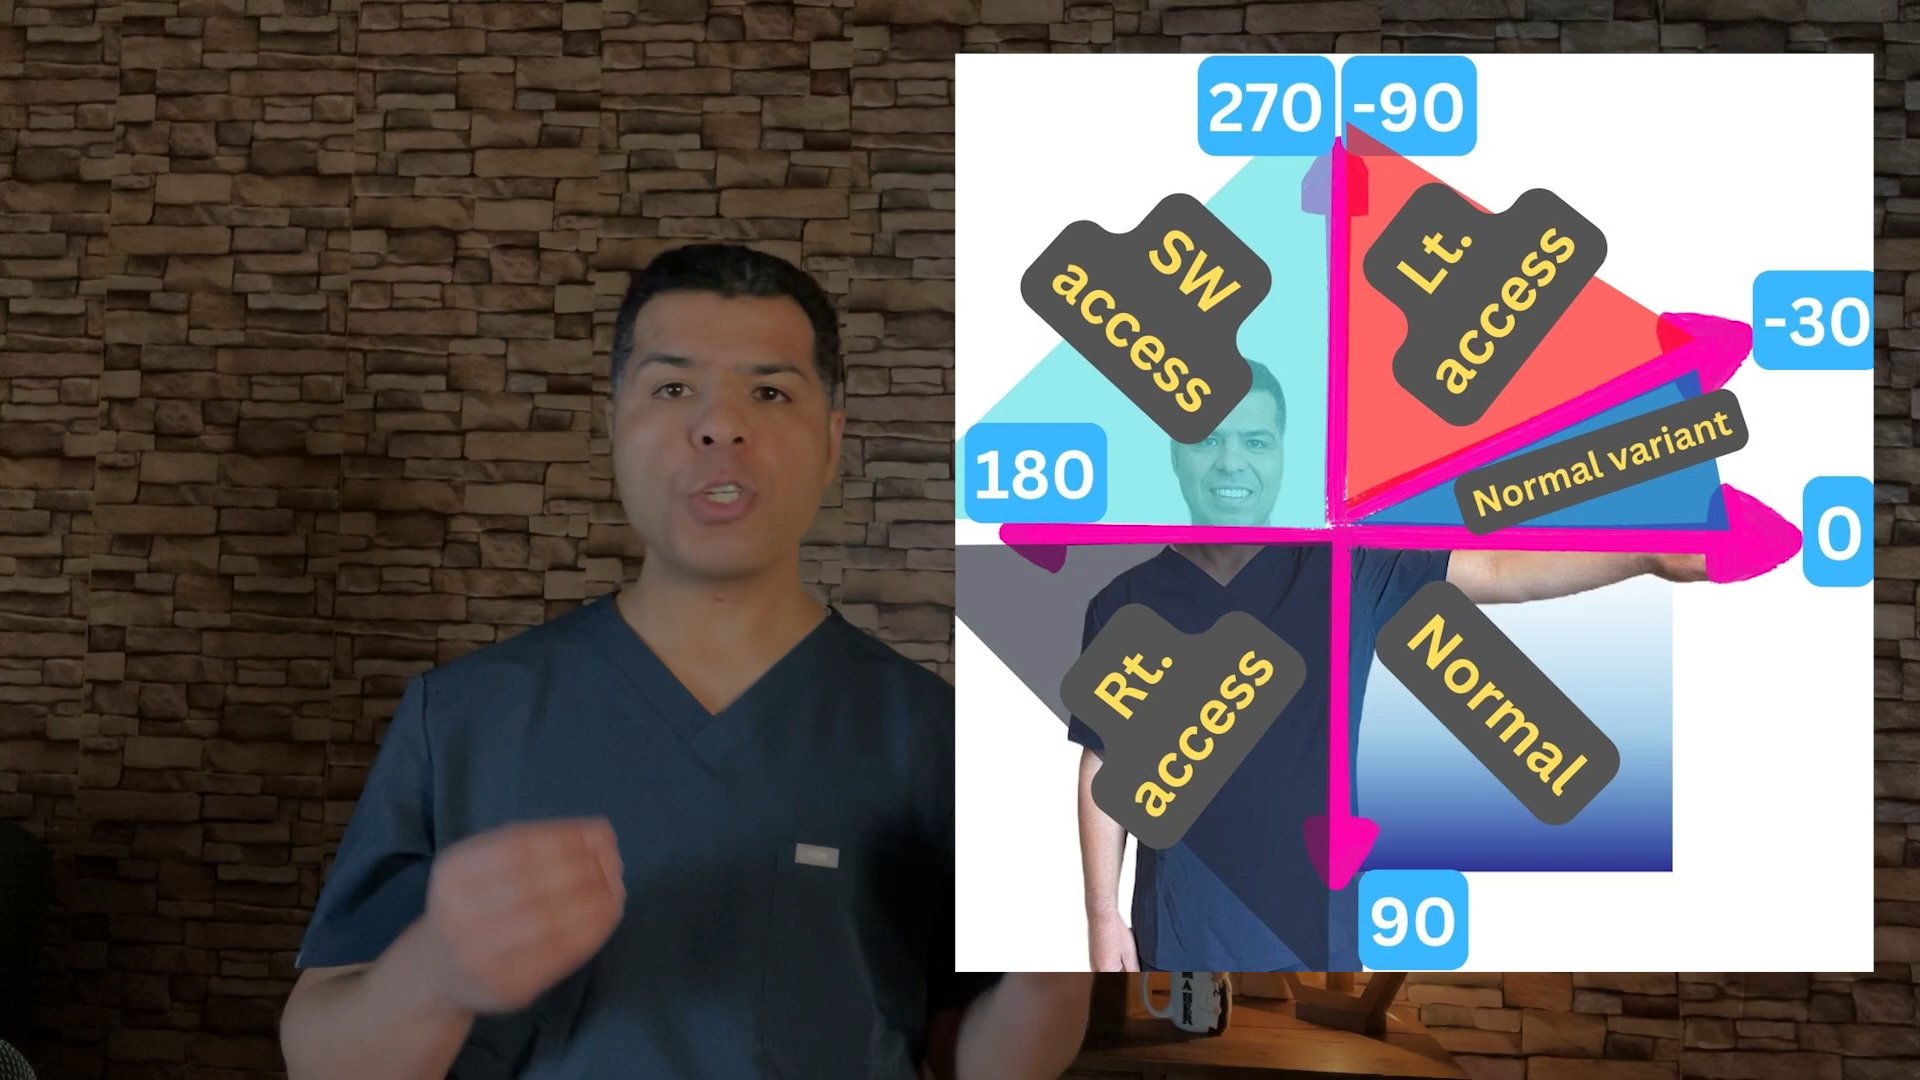 270
-90
SW
access
Lt.
access
-30
Normal variant
180
0
Rt.
access
Normal
90